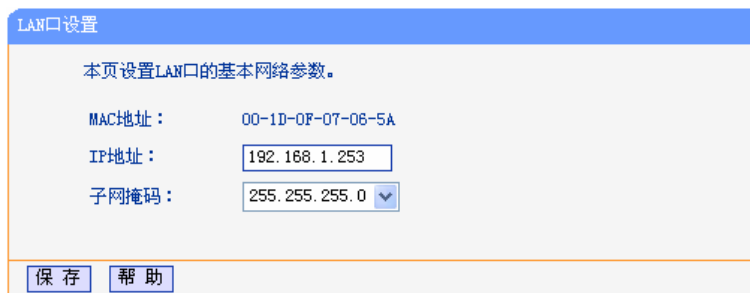 LAN口设置
本页设置LAN口的基本网络参数。
MAC地址： 00-1D-0F-07-06-5A
IP地址： 192.168.1.253
子网掩码： 255.255.255.0
保 存 帮 助